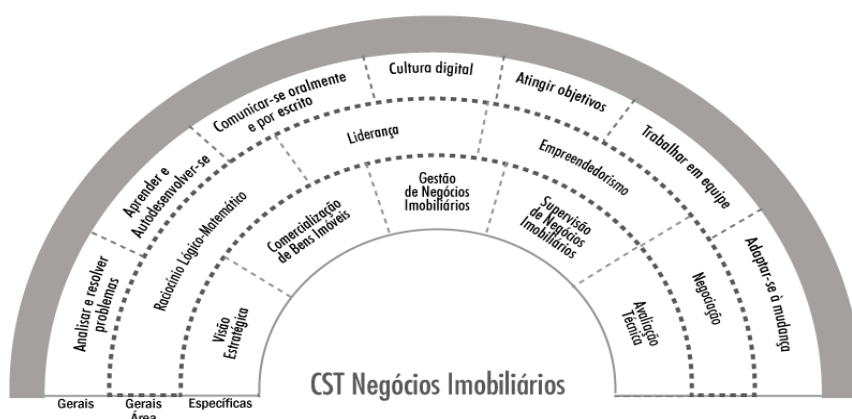 Analisar e resolver
problemas
Aprender e
Autodesenvolver-se
Comunicar-se oralmente
e por escrito
Cultura digital
Atingir objetivos
Trabalhar em equipe
Adaptar-se à mudança
Raciocínio Lógico-Matemático
Liderança
Empreendedorismo
Negociação
Visão
Estratégica
Comercialização
de Bens Imóveis
Gestão
de Negócios
Imobiliários
Supervisão
de Negócios
Imobiliários
Avaliação
Técnica
CST Negócios Imobiliários
Gerais
Gerais
Área
Específicas